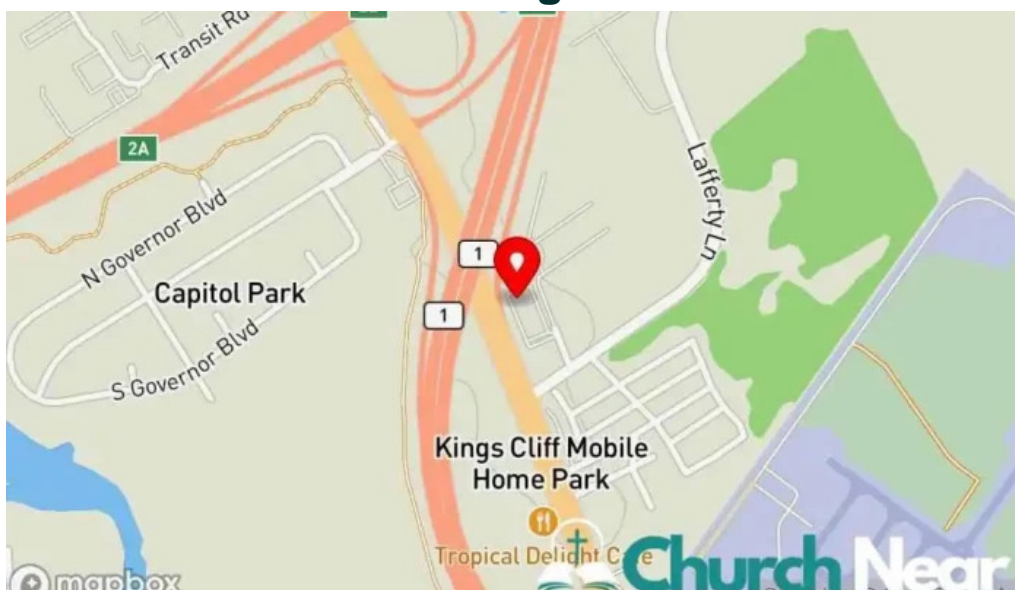 Transit Rd
2A
N Governor Blvd
Lafferty Ln
1
Capitol Park
1
S Governor Blvd
Kings Cliff Mobile
Home Park
Tropical Delight Cafe
Church Near
mapbox